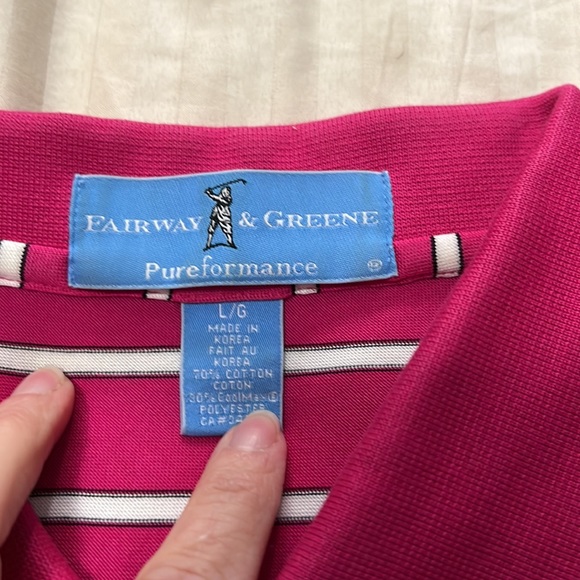 FAIRWAY & GREENE
Pureformance ®
L/G
MADE IN
KOREA
FAIT AU
KOREA
70% COTTON
COTON
30% CoolMax®
POLYESTER